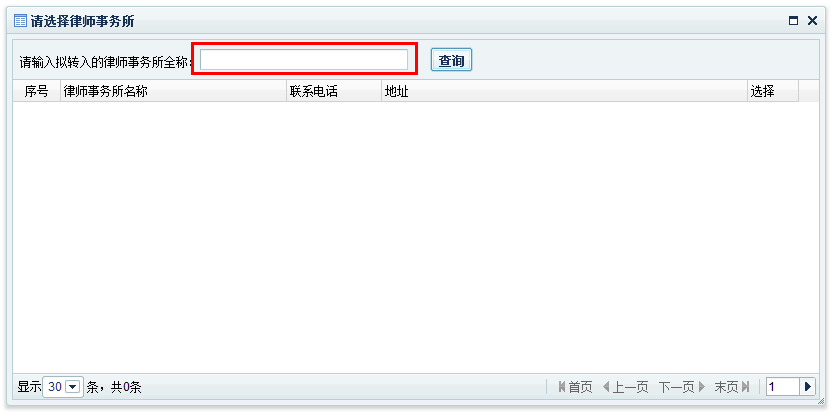 请选择律师事务所
请输入拟转入的律师事务所全称: 查询
序号 律师事务所名称 联系电话 地址 选择
显示 30 条，共0条 首页 上一页 下一页 末页 1